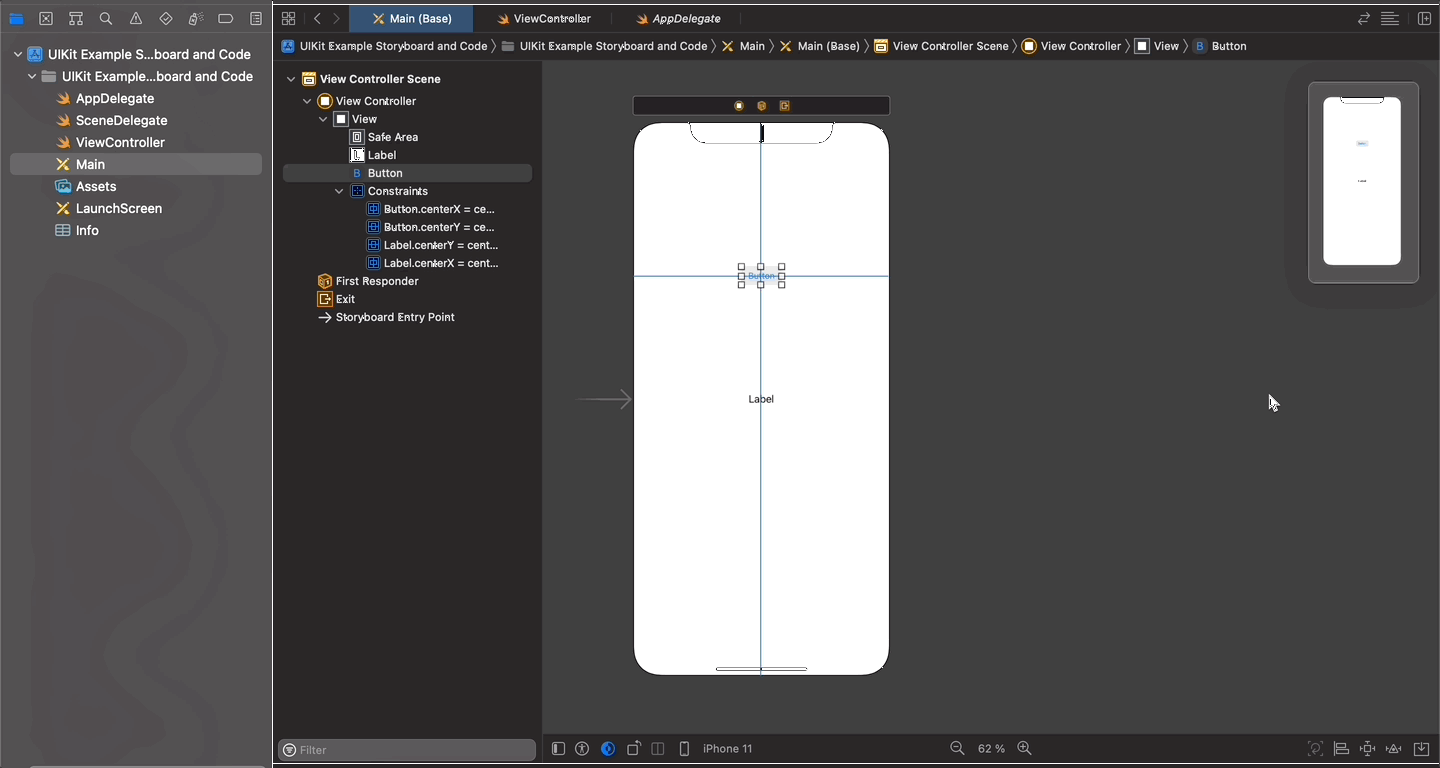 Main (Base)
ViewController
AppDelegate
UIKit Example Storyboard and Code
UIKit Example Storyboard and Code
Main
Main (Base)
View Controller Scene
View Controller
View
B Button
UIKit Example S...board and Code
UIKit Example...board and Code
AppDelegate
SceneDelegate
ViewController
Main
Assets
LaunchScreen
Info
View Controller Scene
View Controller
View
Safe Area
L Label
B Button
Constraints
Button.centerX = ce...
Button.centerY = ce...
Label.centerY = cent...
Label.centerX = cent...
First Responder
Exit
Storyboard Entry Point
Button
Label
Filter
iPhone 11
62 %